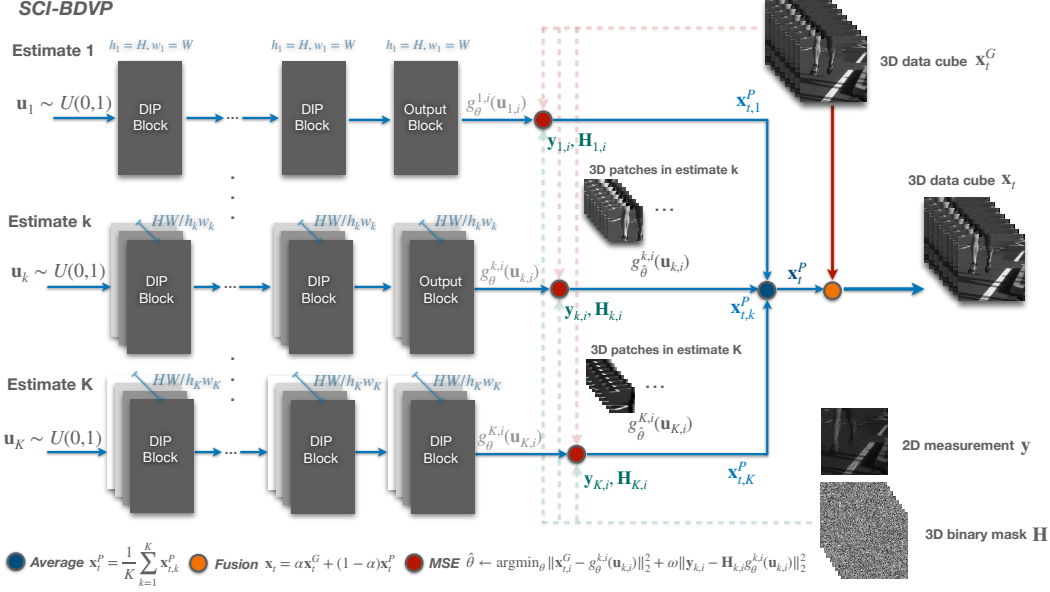 SCI-BDVP
Estimate 1
h₁ = H, w₁ = W
h₁ = H, w₁ = W
h₁ = H, w₁ = W
u₁ ∼ U(0,1)
DIP
Block
...
DIP
Block
Output
Block
g_θ^{1,i}(u_{1,i})
y_{1,i}, H_{1,i}
x_{t,1}^P
3D data cube x_t^G
Estimate k
HW/h_k w_k
HW/h_k w_k
HW/h_k w_k
u_k ∼ U(0,1)
DIP
Block
...
DIP
Block
Output
Block
g_θ^{k,i}(u_{k,i})
y_{k,i}, H_{k,i}
3D patches in estimate k
...
g_{θ̂}^{k,i}(u_{k,i})
x_{t,k}^P
x_t^P
3D data cube x_t
Estimate K
HW/h_K w_K
HW/h_K w_K
HW/h_K w_K
u_K ∼ U(0,1)
DIP
Block
...
DIP
Block
DIP
Block
g_θ^{K,i}(u_{K,i})
y_{K,i}, H_{K,i}
3D patches in estimate K
...
g_{θ̂}^{K,i}(u_{K,i})
x_{t,K}^P
2D measurement y
3D binary mask H
Average x_t^P = 1/K ∑_{k=1}^{K} x_{t,k}^P
Fusion x_t = αx_t^G + (1 − α)x_t^P
MSE θ̂ ← argmin_θ ||x_{t,i}^G − g_θ^{k,i}(u_{k,i})||_2^2 + ω||y_{k,i} − H_{k,i}g_θ^{k,i}(u_{k,i})||_2^2